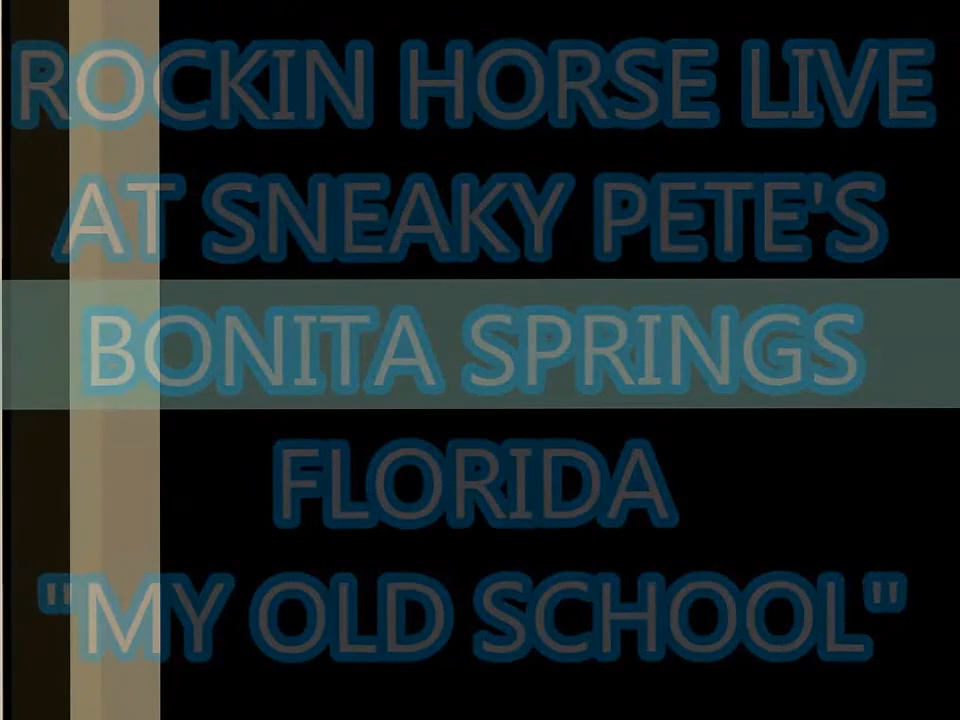 ROCKIN HORSE LIVE
AT SNEAKY PETE'S
BONITA SPRINGS
FLORIDA
"MY OLD SCHOOL"